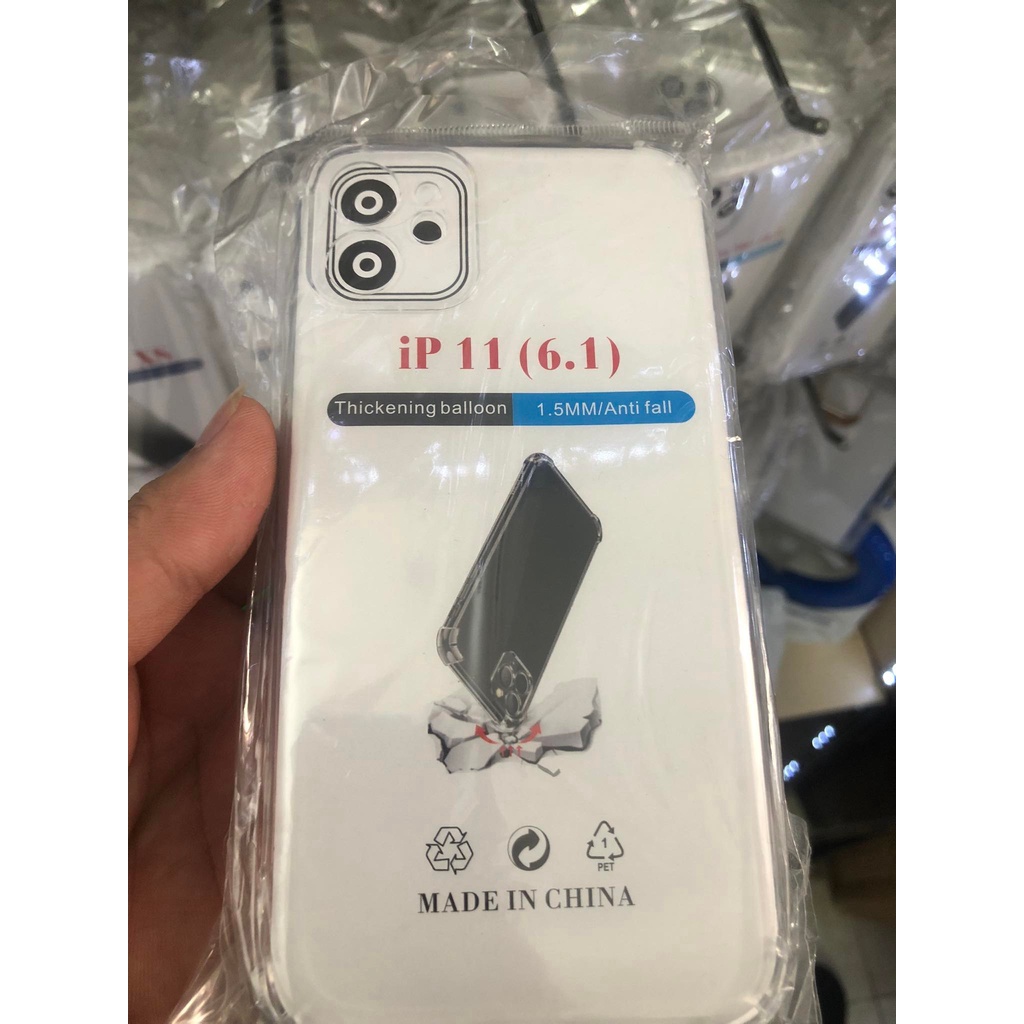 iP 11 (6.1)
Thickening balloon 1.5MM/Anti fall
1
PET
MADE IN CHINA